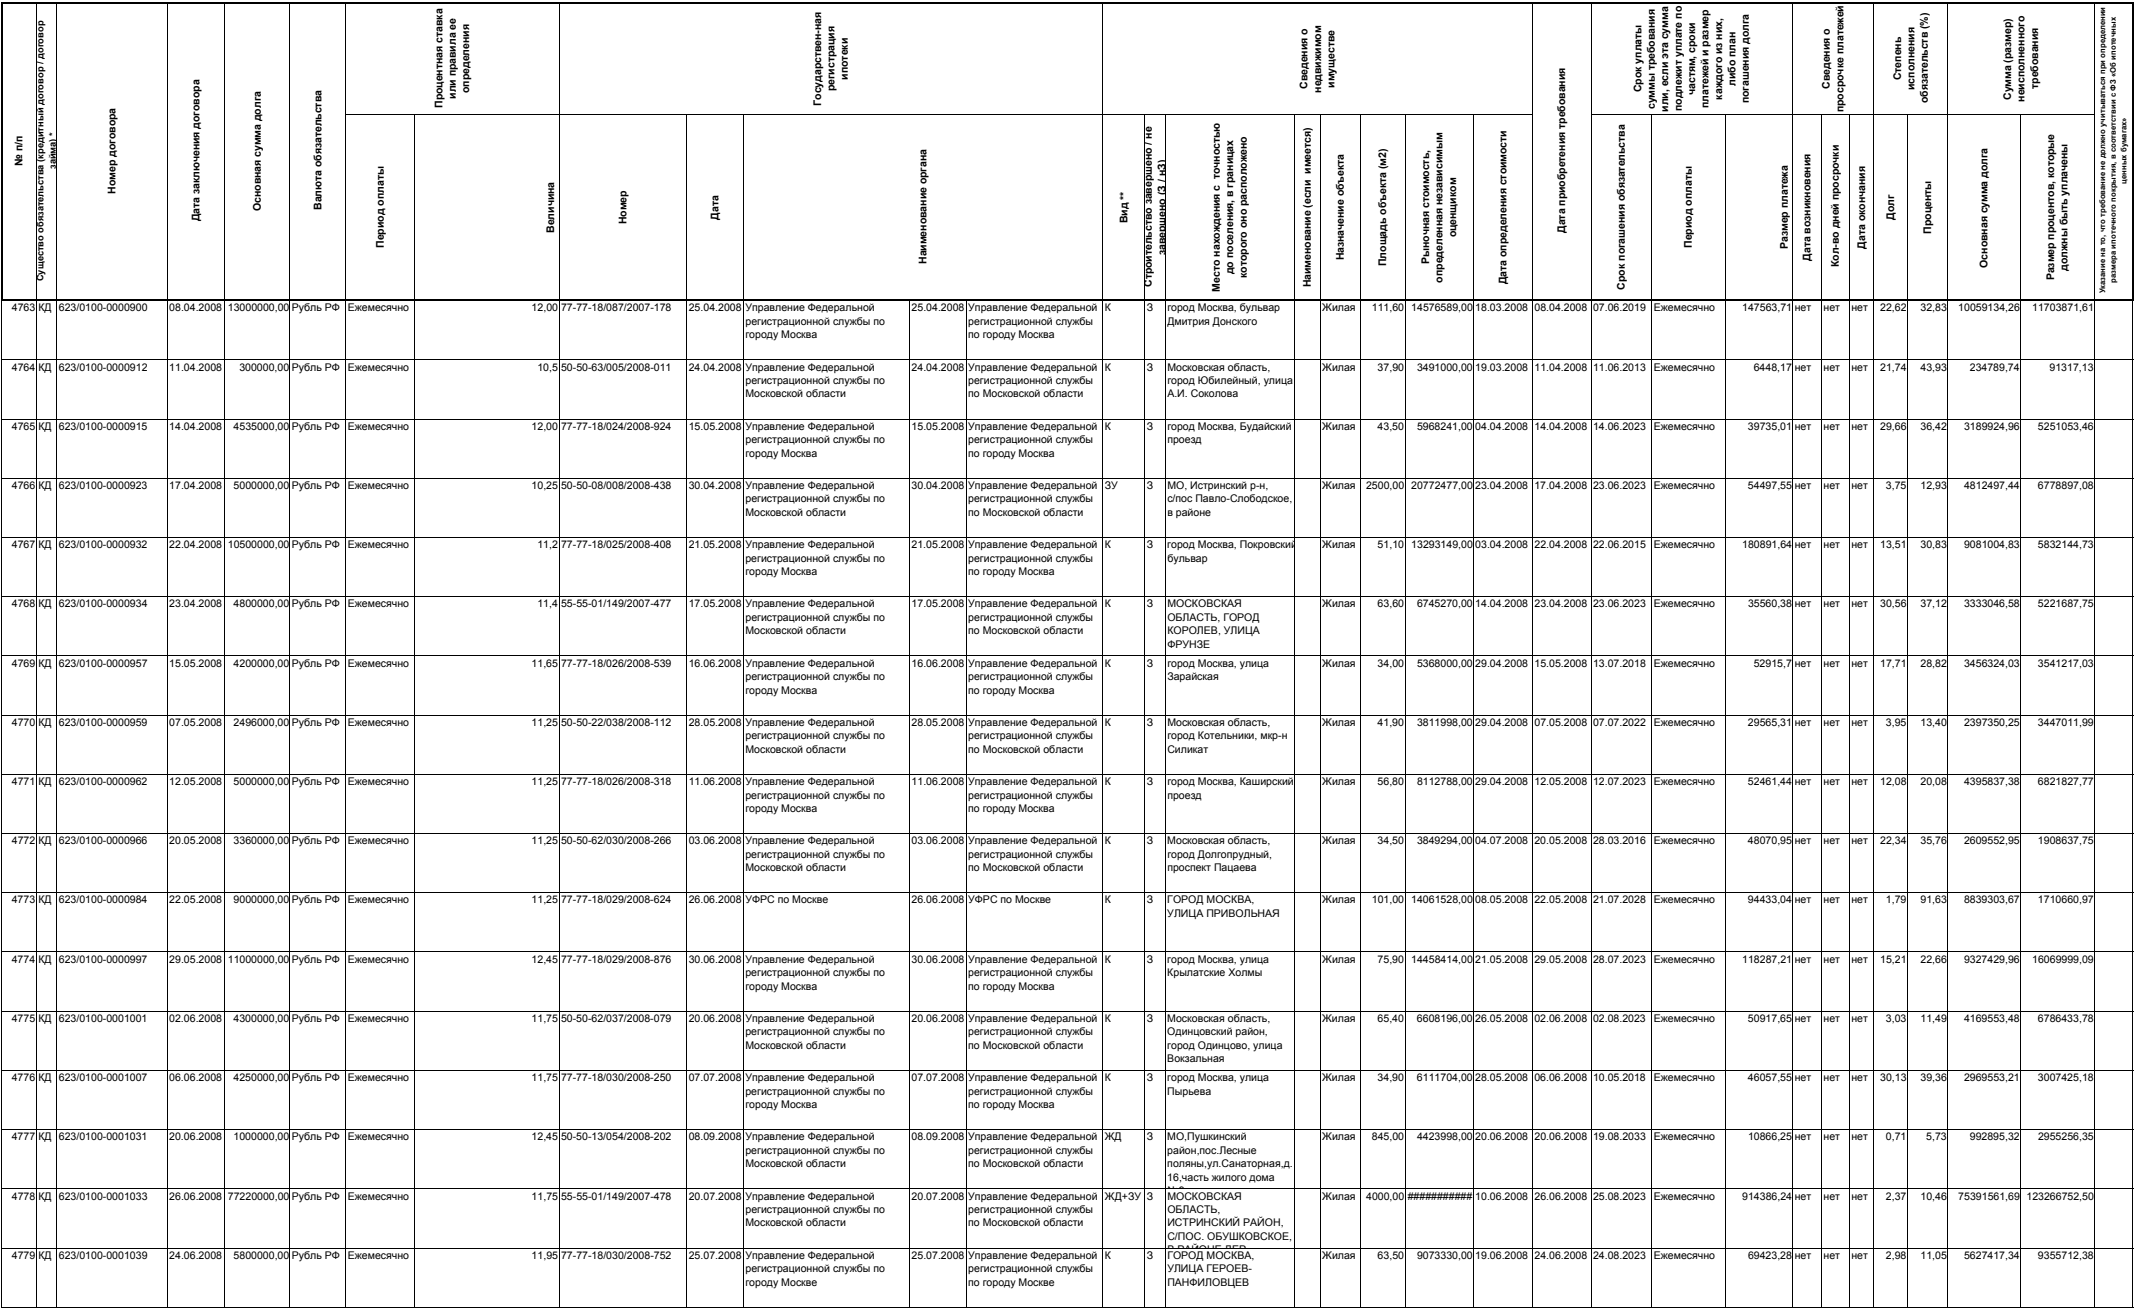 № п/п
Существо обязательства (кредитный договор / договор займа) *
Номер договора
Дата заключения договора
Основная сумма долга
Валюта обязательства
Процентная ставка или правила ее определения
Период оплаты
Величина
Государствен-ная регистрация ипотеки
Номер
Дата
Наименование органа
Сведения о недвижимом имуществе
Вид **
Строительство завершено / не завершено (З / нЗ)
Место нахождения с точностью до поселения, в границах которого оно расположено
Наименование (если имеется)
Назначение объекта
Площадь объекта (м2)
Рыночная стоимость, определенная независимым оценщиком
Дата определения стоимости
Дата приобретения требования
Срок уплаты суммы требования или, если эта сумма подлежит уплате по частям, сроки платежей и размер каждого из них, либо план погашения долга
Срок погашения обязательства
Период оплаты
Размер платежа
Сведения о просрочке платежей
Дата возникновения
Кол-во дней просрочки
Дата окончания
Степень исполнения обязательств (%)
Долг
Проценты
Сумма (размер) неисполненного требования
Основная сумма долга
Размер процентов, которые должны быть уплачены
Указание на то, что требование не должно учитываться при определении размера ипотечного покрытия, в соответствии с ФЗ «Об ипотечных ценных бумагах»
4763 КД 623/0100-0000900 08.04.2008 13000000,00 Рубль РФ Ежемесячно 12,00 77-77-18/087/2007-178 25.04.2008 Управление Федеральной регистрационной службы по городу Москва 25.04.2008 Управление Федеральной регистрационной службы по городу Москва К З город Москва, бульвар Дмитрия Донского Жилая 111,60 14576589,00 18.03.2008 08.04.2008 07.06.2019 Ежемесячно 147563,71 нет нет нет 22,62 32,83 10059134,26 11703871,61
4764 КД 623/0100-0000912 11.04.2008 300000,00 Рубль РФ Ежемесячно 10,5 50-50-63/005/2008-011 24.04.2008 Управление Федеральной регистрационной службы по Московской области 24.04.2008 Управление Федеральной регистрационной службы по Московской области К З Московская область, город Юбилейный, улица А.И. Соколова Жилая 37,90 3491000,00 19.03.2008 11.04.2008 11.06.2013 Ежемесячно 6448,17 нет нет нет 21,74 43,93 234789,74 91317,13
4765 КД 623/0100-0000915 14.04.2008 4535000,00 Рубль РФ Ежемесячно 12,00 77-77-18/024/2008-924 15.05.2008 Управление Федеральной регистрационной службы по городу Москва 15.05.2008 Управление Федеральной регистрационной службы по городу Москва К З город Москва, Будайский проезд Жилая 43,50 5968241,00 04.04.2008 14.04.2008 14.06.2023 Ежемесячно 39735,01 нет нет нет 29,66 36,42 3189924,96 5251053,46
4766 КД 623/0100-0000923 17.04.2008 5000000,00 Рубль РФ Ежемесячно 10,25 50-50-08/008/2008-438 30.04.2008 Управление Федеральной регистрационной службы по Московской области 30.04.2008 Управление Федеральной регистрационной службы по Московской области ЗУ З МО, Истринский р-н, с/пос Павло-Слободское, в районе Жилая 2500,00 20772477,00 23.04.2008 17.04.2008 23.06.2023 Ежемесячно 54497,55 нет нет нет 3,75 12,93 4812497,44 6778897,08
4767 КД 623/0100-0000932 22.04.2008 10500000,00 Рубль РФ Ежемесячно 11,2 77-77-18/025/2008-408 21.05.2008 Управление Федеральной регистрационной службы по городу Москва 21.05.2008 Управление Федеральной регистрационной службы по городу Москва К З город Москва, Покровский бульвар Жилая 51,10 13293149,00 03.04.2008 22.04.2008 22.06.2015 Ежемесячно 180891,64 нет нет нет 13,51 30,83 9081004,83 5832144,73
4768 КД 623/0100-0000934 23.04.2008 4800000,00 Рубль РФ Ежемесячно 11,4 55-55-01/149/2007-477 17.05.2008 Управление Федеральной регистрационной службы по Московской области 17.05.2008 Управление Федеральной регистрационной службы по Московской области К З МОСКОВСКАЯ ОБЛАСТЬ, ГОРОД КОРОЛЕВ, УЛИЦА ФРУНЗЕ Жилая 63,60 6745270,00 14.04.2008 23.04.2008 23.06.2023 Ежемесячно 35560,38 нет нет нет 30,56 37,12 3333046,58 5221687,75
4769 КД 623/0100-0000957 15.05.2008 4200000,00 Рубль РФ Ежемесячно 11,65 77-77-18/026/2008-539 16.06.2008 Управление Федеральной регистрационной службы по городу Москва 16.06.2008 Управление Федеральной регистрационной службы по городу Москва К З город Москва, улица Зарайская Жилая 34,00 5368000,00 29.04.2008 15.05.2008 13.07.2018 Ежемесячно 52915,7 нет нет нет 17,71 28,82 3456324,03 3541217,03
4770 КД 623/0100-0000959 07.05.2008 2496000,00 Рубль РФ Ежемесячно 11,25 50-50-22/038/2008-112 28.05.2008 Управление Федеральной регистрационной службы по Московской области 28.05.2008 Управление Федеральной регистрационной службы по Московской области К З Московская область, город Котельники, мкр-н Силикат Жилая 41,90 3811998,00 29.04.2008 07.05.2008 07.07.2022 Ежемесячно 29565,31 нет нет нет 3,95 13,40 2397350,25 3447011,99
4771 КД 623/0100-0000962 12.05.2008 5000000,00 Рубль РФ Ежемесячно 11,25 77-77-18/026/2008-318 11.06.2008 Управление Федеральной регистрационной службы по городу Москва 11.06.2008 Управление Федеральной регистрационной службы по городу Москва К З город Москва, Каширский проезд Жилая 56,80 8112788,00 29.04.2008 12.05.2008 12.07.2023 Ежемесячно 52461,44 нет нет нет 12,08 20,08 4395837,38 6821827,77
4772 КД 623/0100-0000966 20.05.2008 3360000,00 Рубль РФ Ежемесячно 11,25 50-50-62/030/2008-266 03.06.2008 Управление Федеральной регистрационной службы по Московской области 03.06.2008 Управление Федеральной регистрационной службы по Московской области К З Московская область, город Долгопрудный, проспект Пацаева Жилая 34,50 3849294,00 04.07.2008 20.05.2008 28.03.2016 Ежемесячно 48070,95 нет нет нет 22,34 35,76 2609552,95 1908637,75
4773 КД 623/0100-0000984 22.05.2008 9000000,00 Рубль РФ Ежемесячно 11,25 77-77-18/029/2008-624 26.06.2008 УФРС по Москве 26.06.2008 УФРС по Москве К З ГОРОД МОСКВА, УЛИЦА ПРИВОЛЬНАЯ Жилая 101,00 14061528,00 08.05.2008 22.05.2008 21.07.2028 Ежемесячно 94433,04 нет нет нет 1,79 91,63 8839303,67 1710660,97
4774 КД 623/0100-0000997 29.05.2008 11000000,00 Рубль РФ Ежемесячно 12,45 77-77-18/029/2008-876 30.06.2008 Управление Федеральной регистрационной службы по городу Москва 30.06.2008 Управление Федеральной регистрационной службы по городу Москва К З город Москва, улица Крылатские Холмы Жилая 75,90 14458414,00 21.05.2008 29.05.2008 28.07.2023 Ежемесячно 118287,21 нет нет нет 15,21 22,66 9327429,96 16069999,09
4775 КД 623/0100-0001001 02.06.2008 4300000,00 Рубль РФ Ежемесячно 11,75 50-50-62/037/2008-079 20.06.2008 Управление Федеральной регистрационной службы по Московской области 20.06.2008 Управление Федеральной регистрационной службы по Московской области К З Московская область, Одинцовский район, город Одинцово, улица Вокзальная Жилая 65,40 6608196,00 26.05.2008 02.06.2008 02.08.2023 Ежемесячно 50917,65 нет нет нет 3,03 11,49 4169553,48 6786433,78
4776 КД 623/0100-0001007 06.06.2008 4250000,00 Рубль РФ Ежемесячно 11,75 77-77-18/030/2008-250 07.07.2008 Управление Федеральной регистрационной службы по городу Москва 07.07.2008 Управление Федеральной регистрационной службы по городу Москва К З город Москва, улица Пырьева Жилая 34,90 6111704,00 28.05.2008 06.06.2008 10.05.2018 Ежемесячно 46057,55 нет нет нет 30,13 39,36 2969553,21 3007425,18
4777 КД 623/0100-0001031 20.06.2008 1000000,00 Рубль РФ Ежемесячно 12,45 50-50-13/054/2008-202 08.09.2008 Управление Федеральной регистрационной службы по Московской области 08.09.2008 Управление Федеральной регистрационной службы по Московской области ЖД З МО,Пушкинский район,пос.Лесные поляны,ул.Санаторная,д. 16,часть жилого дома Жилая 845,00 4423998,00 20.06.2008 20.06.2008 19.08.2033 Ежемесячно 10866,25 нет нет нет 0,71 5,73 992895,32 2955256,35
4778 КД 623/0100-0001033 26.06.2008 77220000,00 Рубль РФ Ежемесячно 11,75 55-55-01/149/2007-478 20.07.2008 Управление Федеральной регистрационной службы по Московской области 20.07.2008 Управление Федеральной регистрационной службы по Московской области ЖД+ЗУ З МОСКОВСКАЯ ОБЛАСТЬ, ИСТРИНСКИЙ РАЙОН, С/ПОС. ОБУШКОВСКОЕ, Жилая 4000,00 ########### 10.06.2008 26.06.2008 25.08.2023 Ежемесячно 914386,24 нет нет нет 2,37 10,46 75391561,69 123266752,50
4779 КД 623/0100-0001039 24.06.2008 5800000,00 Рубль РФ Ежемесячно 11,95 77-77-18/030/2008-752 25.07.2008 Управление Федеральной регистрационной службы по городу Москве 25.07.2008 Управление Федеральной регистрационной службы по городу Москве К З ГОРОД МОСКВА, УЛИЦА ГЕРОЕВ-ПАНФИЛОВЦЕВ Жилая 63,50 9073330,00 19.06.2008 24.06.2008 24.08.2023 Ежемесячно 69423,28 нет нет нет 2,98 11,05 5627417,34 9355712,38